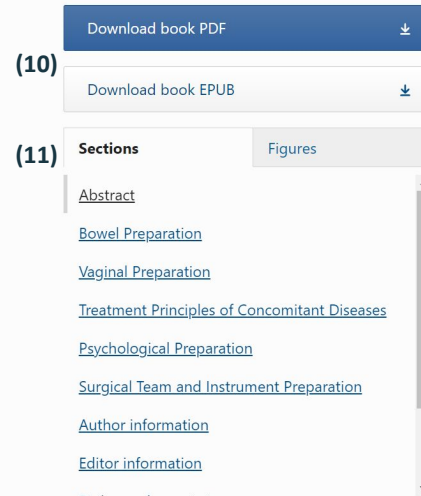 Download book PDF
(10)
Download book EPUB
(11) Sections Figures
Abstract
Bowel Preparation
Vaginal Preparation
Treatment Principles of Concomitant Diseases
Psychological Preparation
Surgical Team and Instrument Preparation
Author information
Editor information